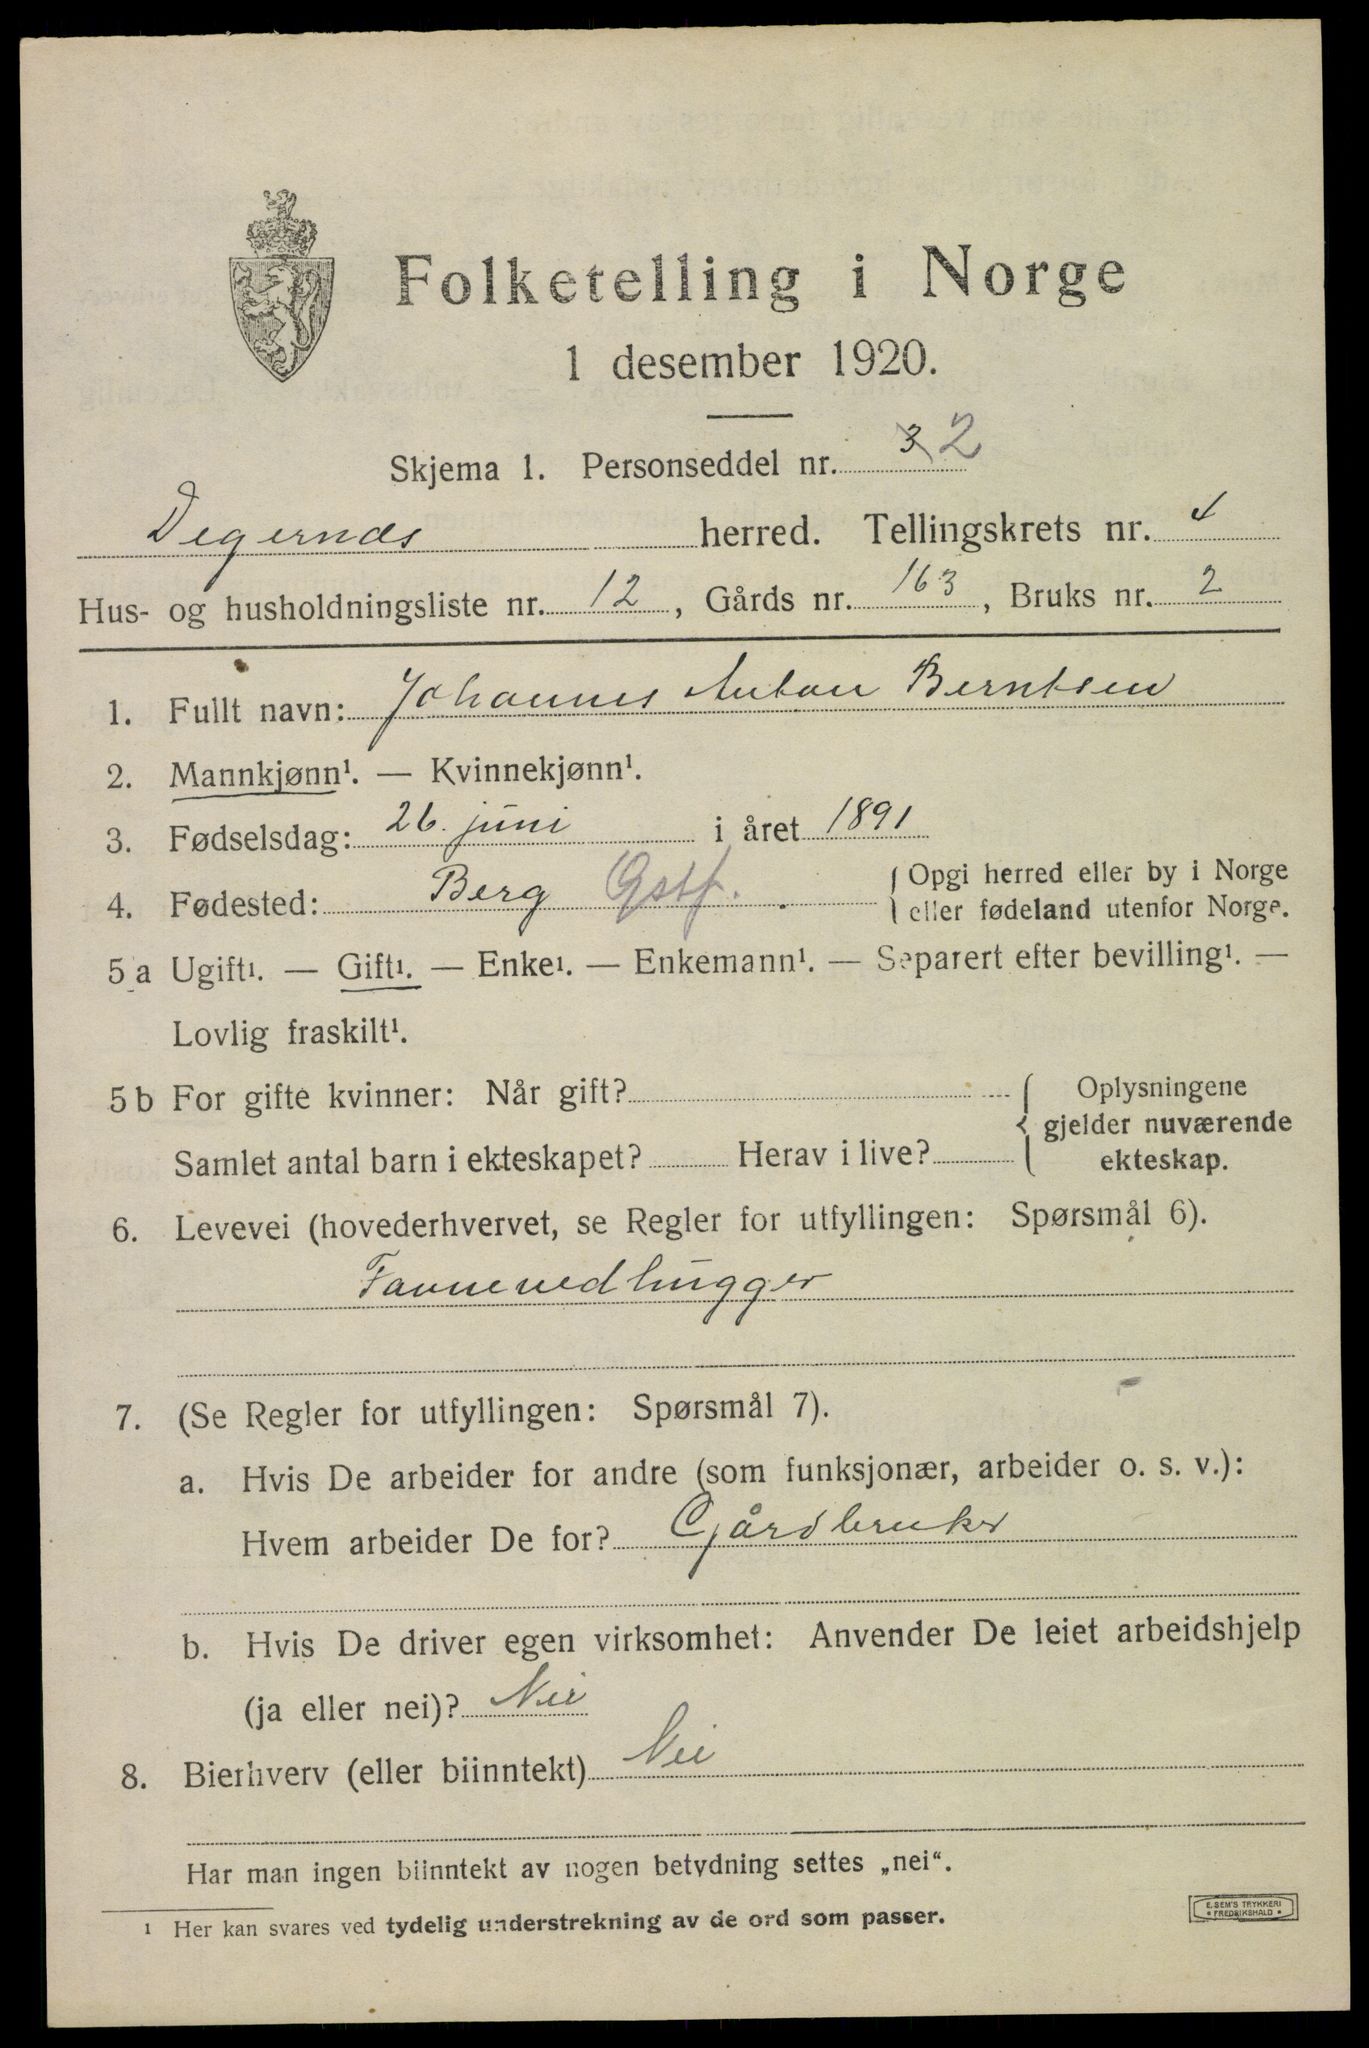 Folketelling i Norge
1 desember 1920.
Skjema 1. Personseddel nr. 3 2
Degernes herred. Tellingskrets nr. 4
Hus- og husholdningsliste nr. 12, Gårds nr. 163, Bruks nr. 2
1. Fullt navn: Johannes Anton Berntsen
2. Mannkjønn¹. — Kvinnekjønn¹.
3. Fødselsdag: 26. juni i året 1891
4. Fødested: Berg Østf. { Opgi herred eller by i Norge
eller fødeland utenfor Norge.
5 a Ugift¹. — Gift¹. — Enke¹. — Enkemann¹. — Separert efter bevilling¹. —
Lovlig fraskilt¹.
5 b For gifte kvinner: Når gift? { Oplysningene
gjelder nuværende
Samlet antal barn i ekteskapet? Herav i live? ekteskap.
6. Levevei (hovederhvervet, se Regler for utfyllingen: Spørsmål 6).
Favnevedhugger
7. (Se Regler for utfyllingen: Spørsmål 7).
a. Hvis De arbeider for andre (som funksjonær, arbeider o. s. v.):
Hvem arbeider De for? Gårdbruker
b. Hvis De driver egen virksomhet: Anvender De leiet arbeidshjelp
(ja eller nei)? Nei
8. Bierhverv (eller biinntekt) Nei
Har man ingen biinntekt av nogen betydning settes „nei“.
¹ Her kan svares ved tydelig understrekning av de ord som passer.
E. SEM'S TRYKKERI
* FREDRIKSHALD *